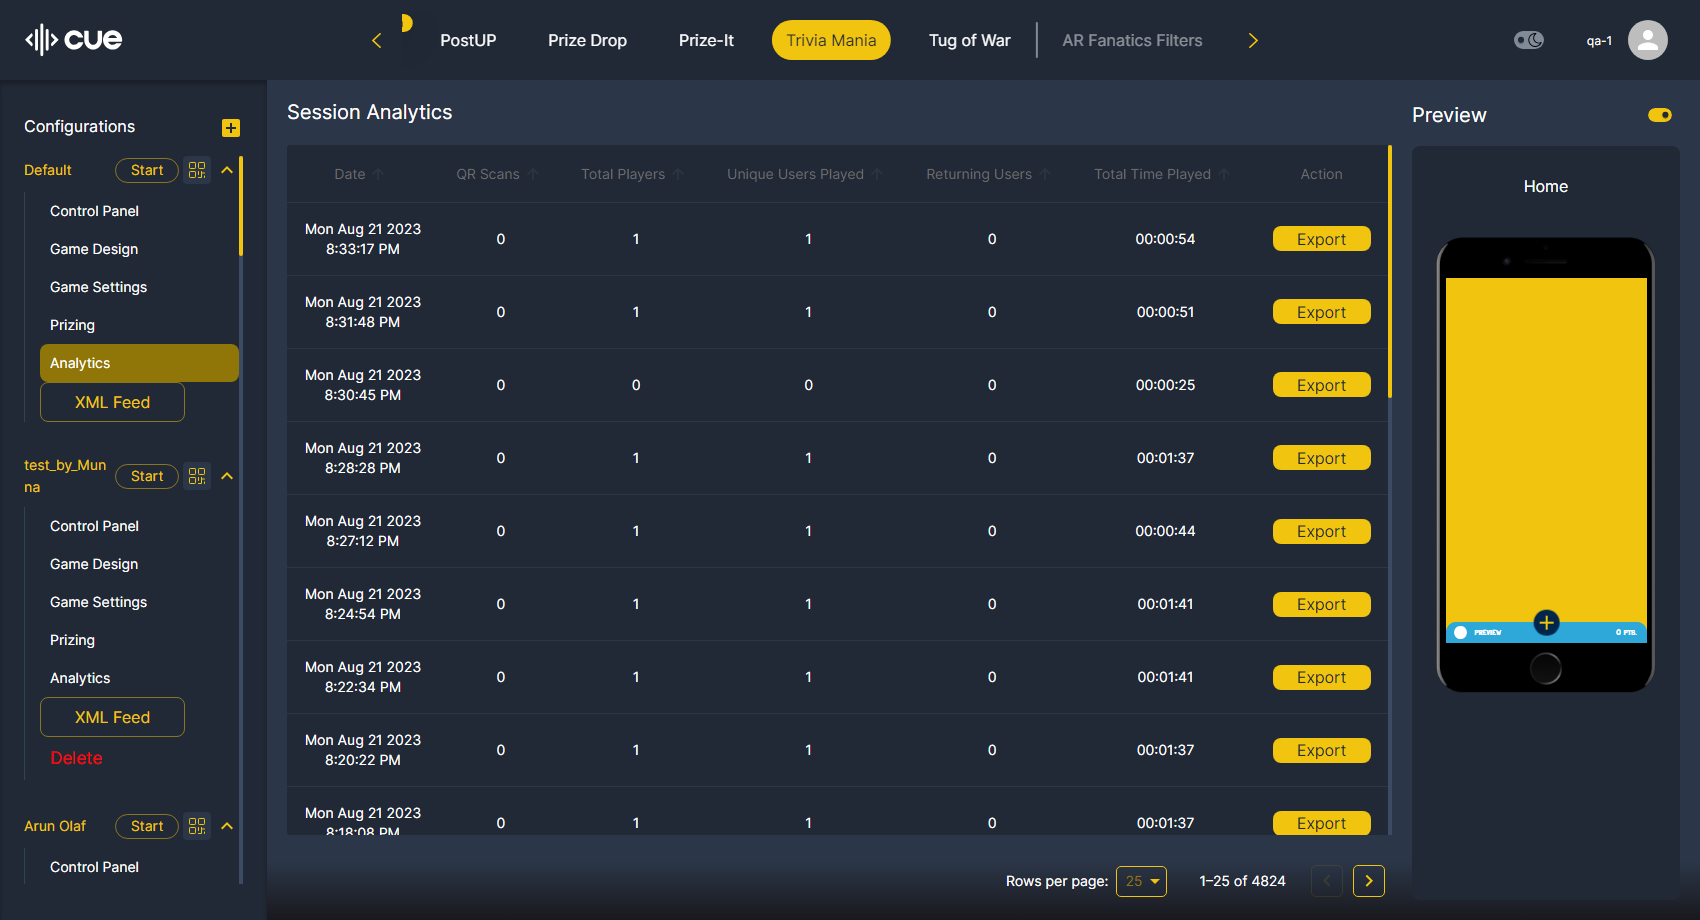 cue
PostUP
Prize Drop
Prize-It
Trivia Mania
Tug of War
AR Fanatics Filters
qa-1
Configurations
Default
Start
Control Panel
Game Design
Game Settings
Prizing
Analytics
XML Feed
test_by_Mun
na
Start
Control Panel
Game Design
Game Settings
Prizing
Analytics
XML Feed
Delete
Arun Olaf
Start
Control Panel
Session Analytics
Date QR Scans Total Players Unique Users Played Returning Users Total Time Played Action
Mon Aug 21 2023
8:33:17 PM
0 1 1 0 00:00:54 Export
Mon Aug 21 2023
8:31:48 PM
0 1 1 0 00:00:51 Export
Mon Aug 21 2023
8:30:45 PM
0 0 0 0 00:00:25 Export
Mon Aug 21 2023
8:28:28 PM
0 1 1 0 00:01:37 Export
Mon Aug 21 2023
8:27:12 PM
0 1 1 0 00:00:44 Export
Mon Aug 21 2023
8:24:54 PM
0 1 1 0 00:01:41 Export
Mon Aug 21 2023
8:22:34 PM
0 1 1 0 00:01:41 Export
Mon Aug 21 2023
8:20:22 PM
0 1 1 0 00:01:37 Export
Mon Aug 21 2023
8:18:08 PM
0 1 1 0 00:01:37 Export
Rows per page: 25 1–25 of 4824
Preview
Home
PREVIEW
0 PTS.